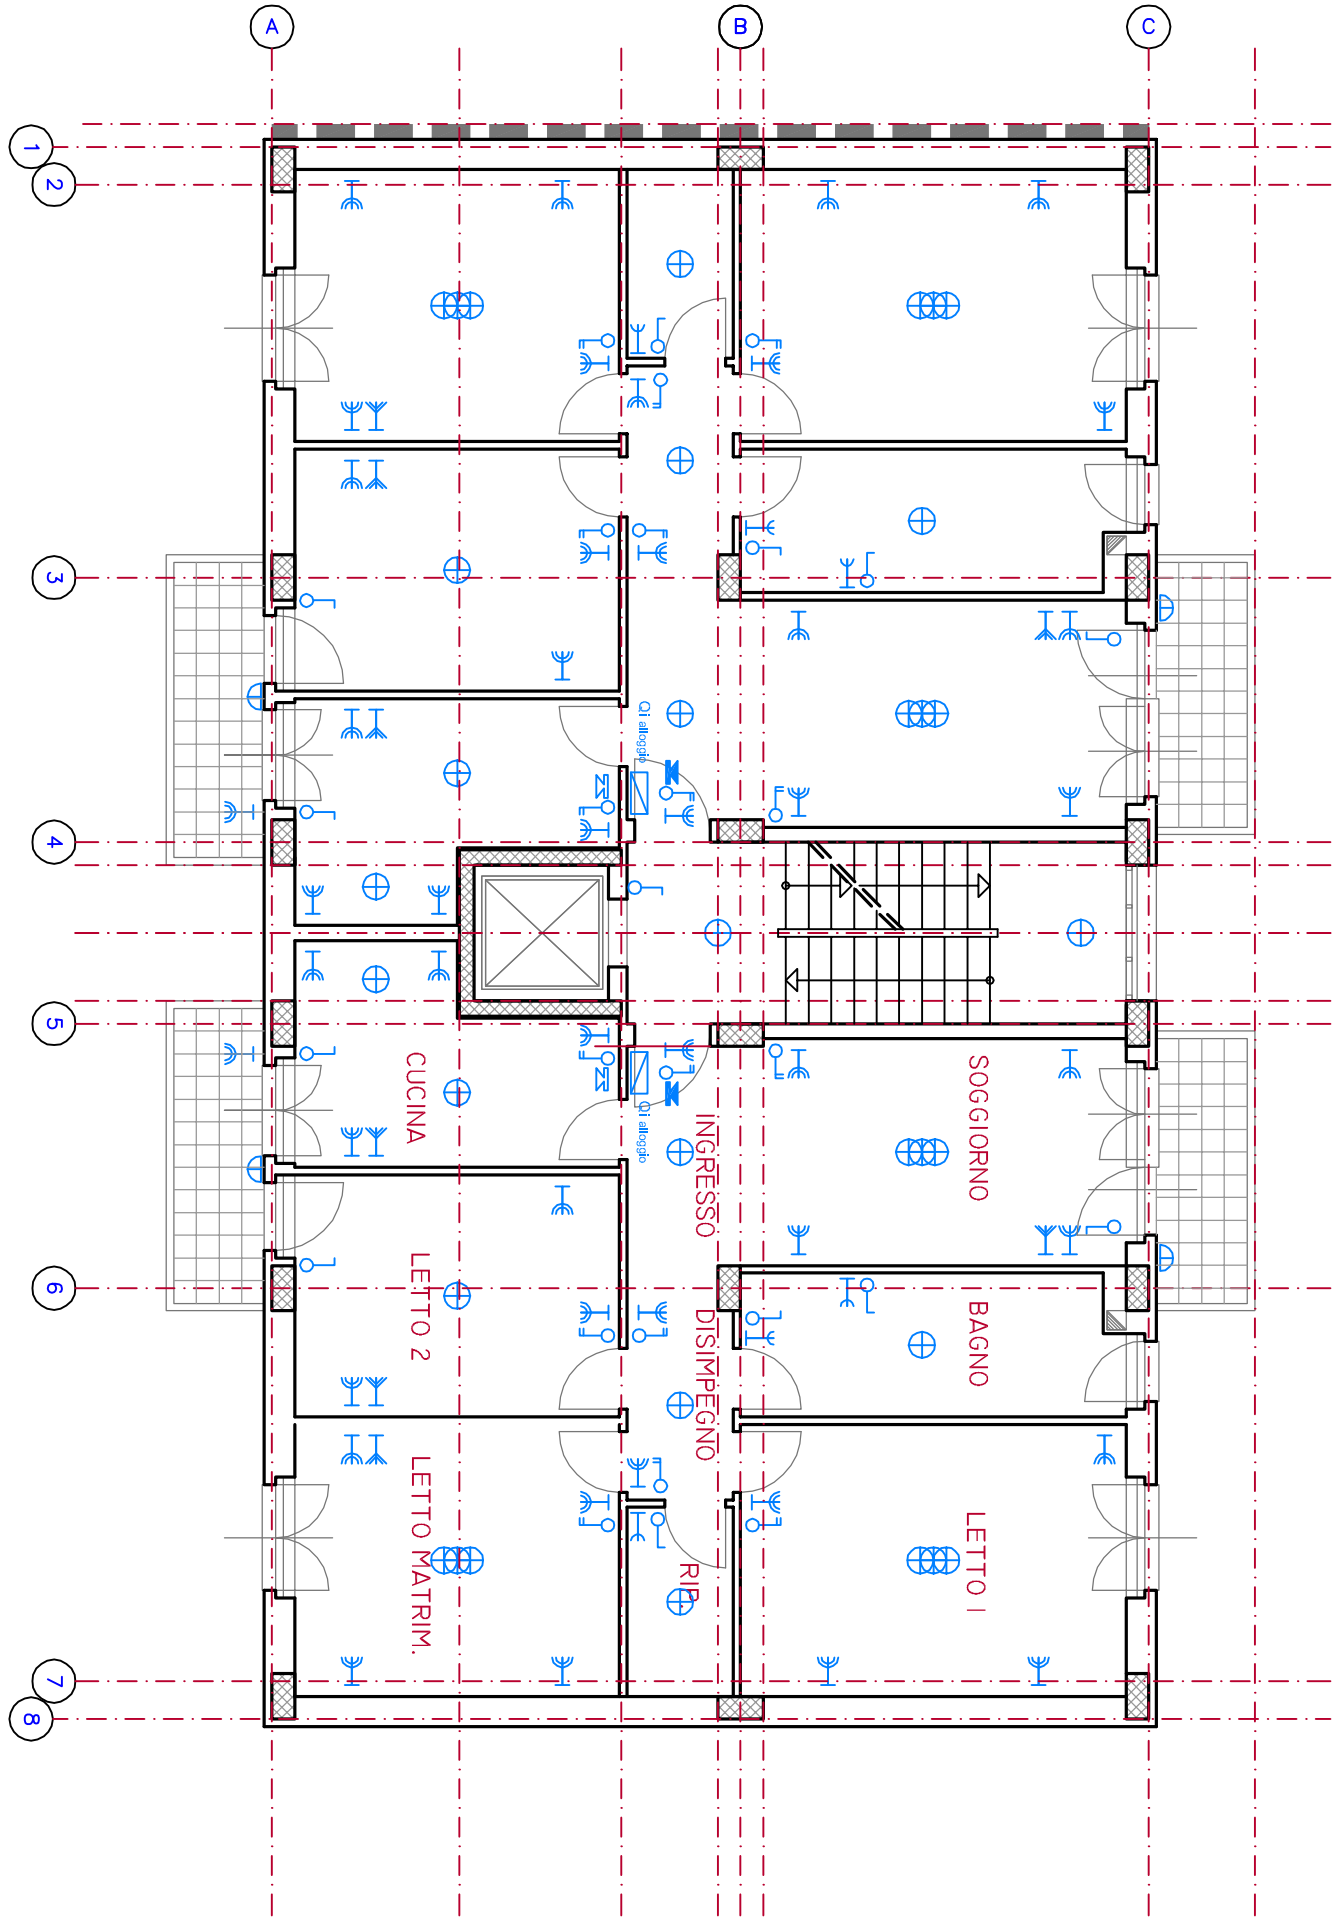 A
B
C
1
2
3
4
5
6
7
8
Qi alloggio
Qi alloggio
CUCINA
INGRESSO
SOGGIORNO
LETTO 2
DISIMPEGNO
BAGNO
LETTO MATRIM.
RIP.
LETTO 1